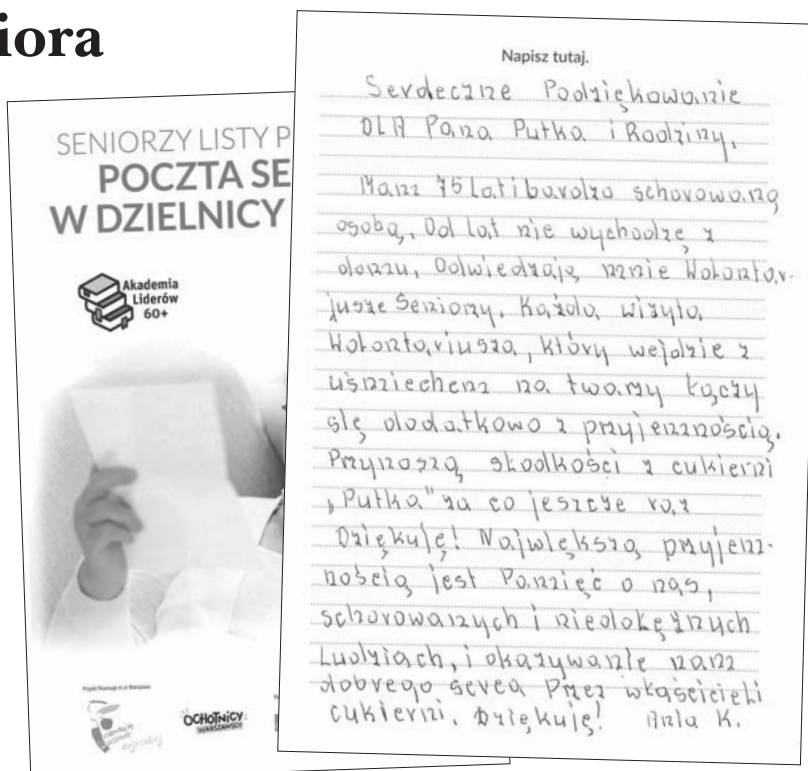 iora
SENIORZY LISTY P
POCZTA SE
W DZIELNICY
Akademia
Liderów
60+
OCHOTNICY
WARSZAWSCY
Napisz tutaj.
Serdeczne Podziękowanie
DLA Pana Putka i Rodziny,
Mam 75 lat i bardzo schorowaną
osobą, Od lat nie wychodzę z
domu, Odwiedzają mnie Wolontar-
jusze Seniorzy. Każda wizyta,
Wolontariusza, który wejdzie z
uśmiechem na twarzy łączy
się dodatkowo z przyjemnością.
Przynoszą słodkości z cukierni
„Putka" za co jeszcze raz
Dziękuję! Największą przyjem-
nością jest Pamięć o nas,
schorowanych i niedołężnych
Ludziach, i okazywanie nam
dobrego serca Przez właścicieli
cukierni. Dziękuję! Ania K.